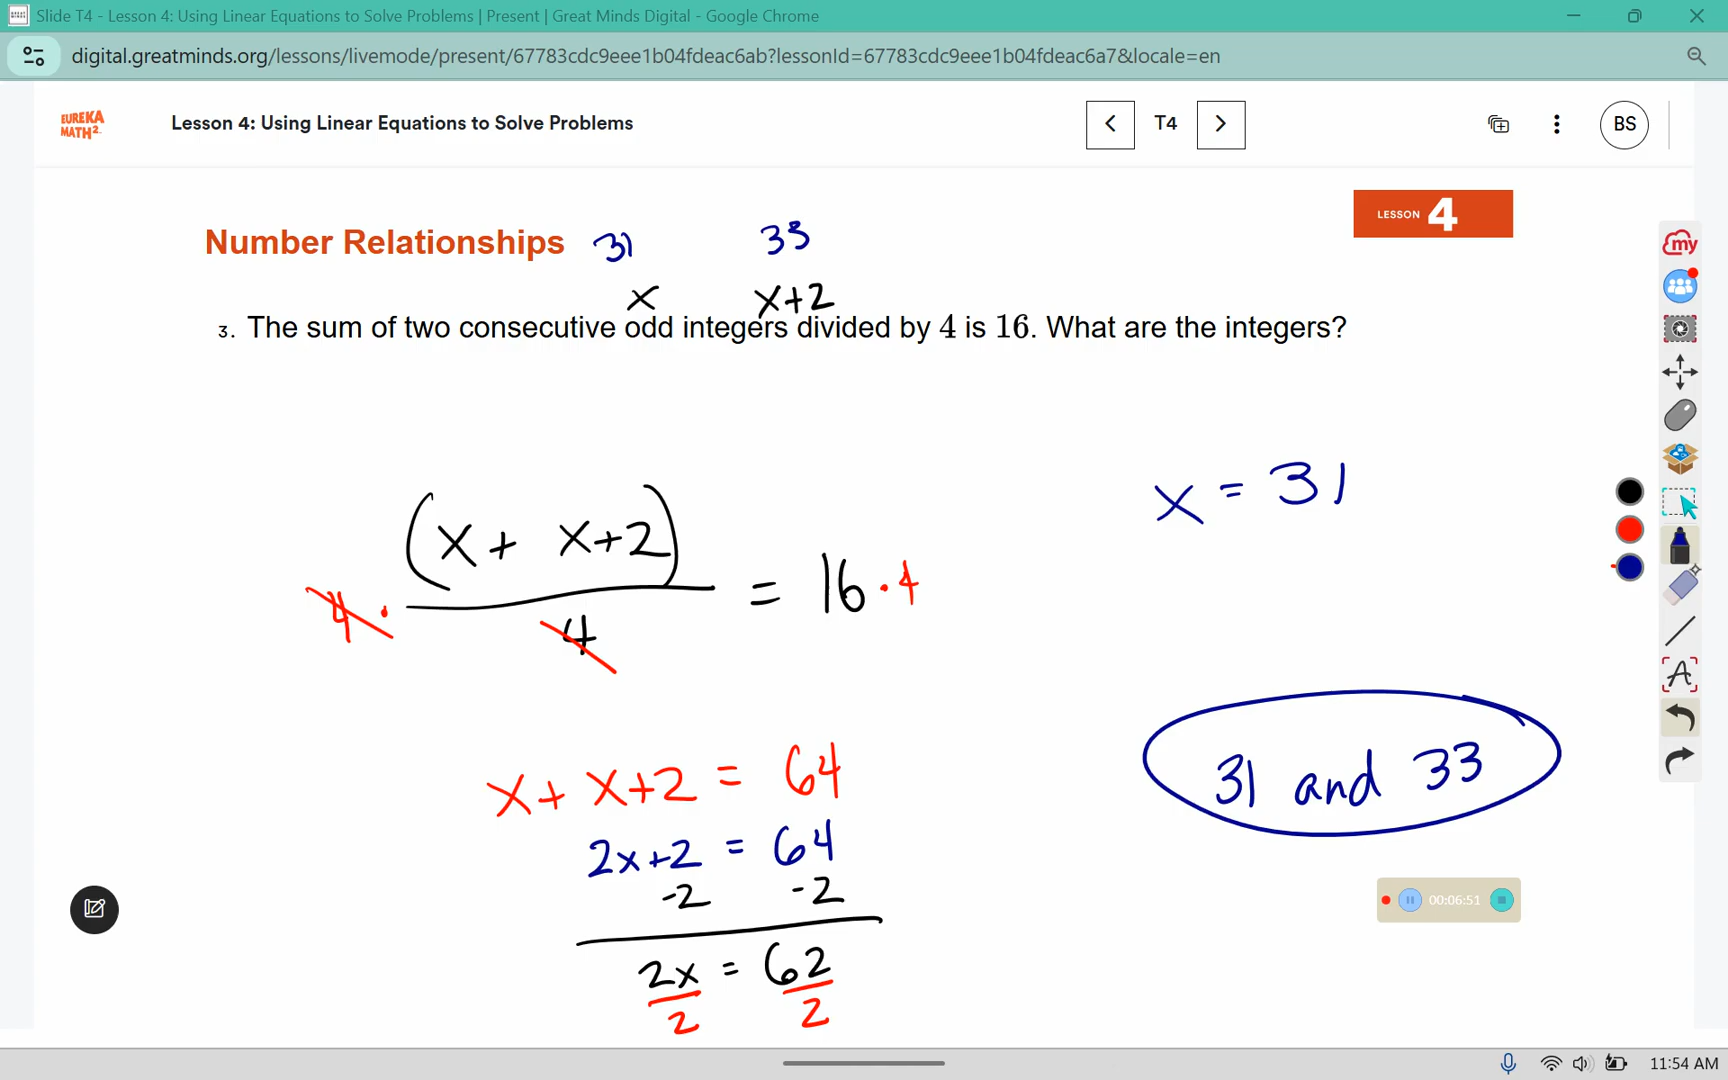 Slide T4 - Lesson 4: Using Linear Equations to Solve Problems | Present | Great Minds Digital - Google Chrome
digital.greatminds.org/lessons/livemode/present/67783cdc9eee1b04fdeac6ab?lessonId=67783cdc9eee1b04fdeac6a7&locale=en
EUREKA
MATH²
Lesson 4: Using Linear Equations to Solve Problems
T4
BS
LESSON 4
my
Number Relationships
31 33
x x+2
3. The sum of two consecutive odd integers divided by 4 is 16. What are the integers?
x = 31
(x + x+2)
4 · = 16 · 4
4
x + x+2 = 64
31 and 33
2x+2 = 64
-2 -2
00:06:51
2x = 62
2 2
A
11:54 AM